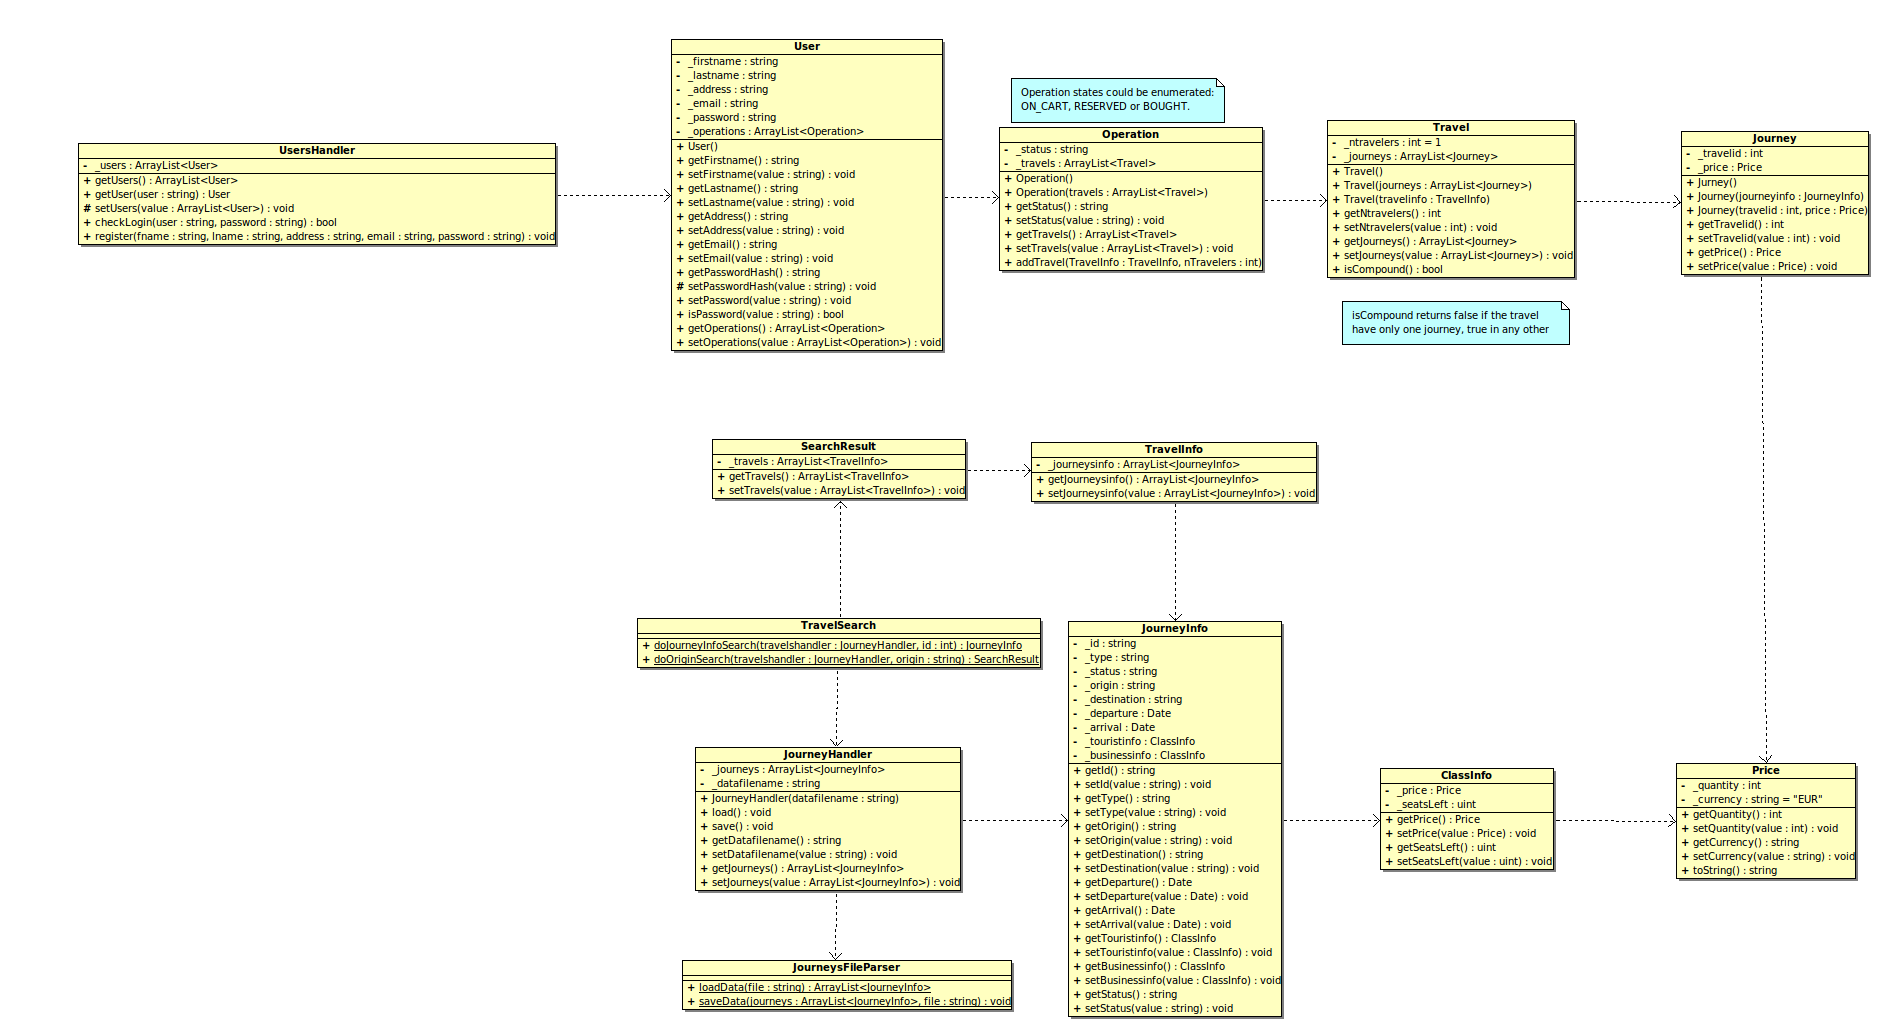 User
- _firstname : string
- _lastname : string
- _address : string
- _email : string
- _password : string
- _operations : ArrayList<Operation>
+ User()
+ getFirstname() : string
+ setFirstname(value : string) : void
+ getLastname() : string
+ setLastname(value : string) : void
+ getAddress() : string
+ setAddress(value : string) : void
+ getEmail() : string
+ setEmail(value : string) : void
+ getPasswordHash() : string
# setPasswordHash(value : string) : void
+ setPassword(value : string) : void
+ isPassword(value : string) : bool
+ getOperations() : ArrayList<Operation>
+ setOperations(value : ArrayList<Operation>) : void
UsersHandler
- _users : ArrayList<User>
+ getUsers() : ArrayList<User>
+ getUser(user : string) : User
# setUsers(value : ArrayList<User>) : void
+ checkLogin(user : string, password : string) : bool
+ register(fname : string, lname : string, address : string, email : string, password : string) : void
Operation states could be enumerated:
ON_CART, RESERVED or BOUGHT.
Operation
- _status : string
- _travels : ArrayList<Travel>
+ Operation()
+ Operation(travels : ArrayList<Travel>)
+ getStatus() : string
+ setStatus(value : string) : void
+ getTravels() : ArrayList<Travel>
+ setTravels(value : ArrayList<Travel>) : void
+ addTravel(TravelInfo : TravelInfo, nTravelers : int)
Travel
- _ntravelers : int = 1
- _journeys : ArrayList<Journey>
+ Travel()
+ Travel(journeys : ArrayList<Journey>)
+ Travel(travelinfo : TravelInfo)
+ getNtravelers() : int
+ setNtravelers(value : int) : void
+ getJourneys() : ArrayList<Journey>
+ setJourneys(value : ArrayList<Journey>) : void
+ isCompound() : bool
isCompound returns false if the travel
have only one journey, true in any other
Journey
- _travelid : int
- _price : Price
+ Jurney()
+ Journey(journeyinfo : JourneyInfo)
+ Journey(travelid : int, price : Price)
+ getTravelid() : int
+ setTravelid(value : int) : void
+ getPrice() : Price
+ setPrice(value : Price) : void
SearchResult
- _travels : ArrayList<TravelInfo>
+ getTravels() : ArrayList<TravelInfo>
+ setTravels(value : ArrayList<TravelInfo>) : void
TravelInfo
- _journeysinfo : ArrayList<JourneyInfo>
+ getJourneysinfo() : ArrayList<JourneyInfo>
+ setJourneysinfo(value : ArrayList<JourneyInfo>) : void
TravelSearch
+ doJourneyInfoSearch(travelshandler : JourneyHandler, id : int) : JourneyInfo
+ doOriginSearch(travelshandler : JourneyHandler, origin : string) : SearchResult
JourneyHandler
- _journeys : ArrayList<JourneyInfo>
- _datafilename : string
+ JourneyHandler(datafilename : string)
+ load() : void
+ save() : void
+ getDatafilename() : string
+ setDatafilename(value : string) : void
+ getJourneys() : ArrayList<JourneyInfo>
+ setJourneys(value : ArrayList<JourneyInfo>) : void
JourneysFileParser
+ loadData(file : string) : ArrayList<JourneyInfo>
+ saveData(journeys : ArrayList<JourneyInfo>, file : string) : void
JourneyInfo
- _id : string
- _type : string
- _status : string
- _origin : string
- _destination : string
- _departure : Date
- _arrival : Date
- _touristinfo : ClassInfo
- _businessinfo : ClassInfo
+ getId() : string
+ setId(value : string) : void
+ getType() : string
+ setType(value : string) : void
+ getOrigin() : string
+ setOrigin(value : string) : void
+ getDestination() : string
+ setDestination(value : string) : void
+ getDeparture() : Date
+ setDeparture(value : Date) : void
+ getArrival() : Date
+ setArrival(value : Date) : void
+ getTouristinfo() : ClassInfo
+ setTouristinfo(value : ClassInfo) : void
+ getBusinessinfo() : ClassInfo
+ setBusinessinfo(value : ClassInfo) : void
+ getStatus() : string
+ setStatus(value : string) : void
ClassInfo
- _price : Price
- _seatsLeft : uint
+ getPrice() : Price
+ setPrice(value : Price) : void
+ getSeatsLeft() : uint
+ setSeatsLeft(value : uint) : void
Price
- _quantity : int
- _currency : string = "EUR"
+ getQuantity() : int
+ setQuantity(value : int) : void
+ getCurrency() : string
+ setCurrency(value : string) : void
+ toString() : string